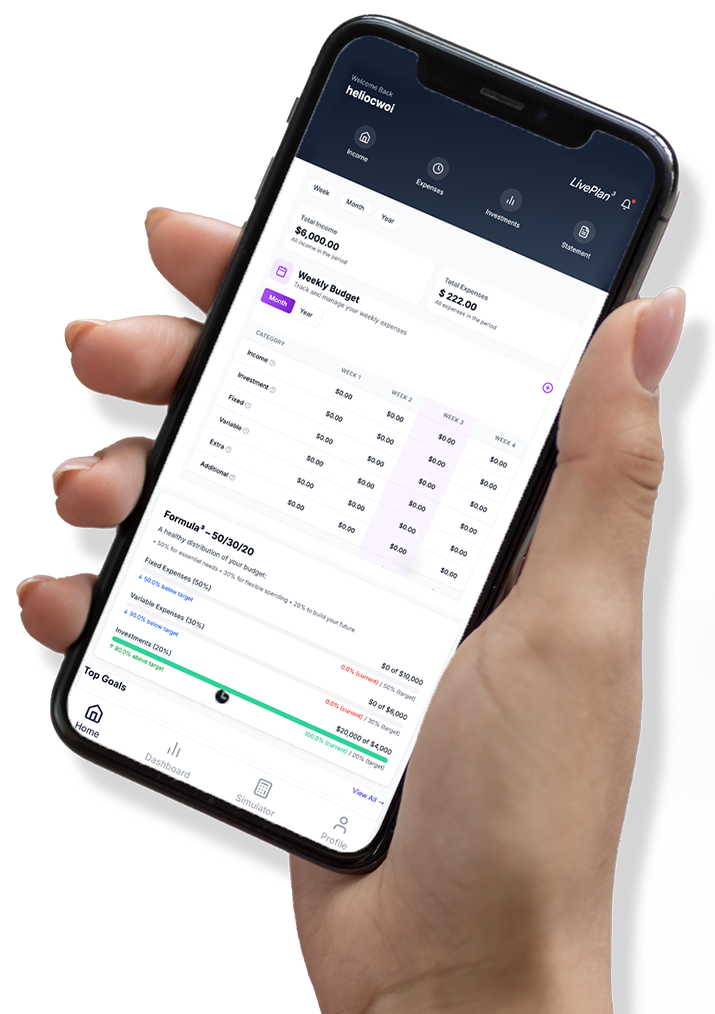 Welcome Back
heliocwoi
LivePlan³
Income
Expenses
Investments
Statement
Week
Month
Year
Total Income
$6,000.00
All income in the period
Total Expenses
$ 222.00
All expenses in the period
Weekly Budget
Track and manage your weekly expenses
Month
Year
CATEGORY WEEK 1 WEEK 2 WEEK 3 WEEK 4
Income $0.00 $0.00 $0.00 $0.00
Investment $0.00 $0.00 $0.00 $0.00
Fixed $0.00 $0.00 $0.00 $0.00
Variable $0.00 $0.00 $0.00 $0.00
Extra $0.00 $0.00 $0.00 $0.00
Additional $0.00 $0.00 $0.00 $0.00
Formula³ – 50/30/20
A healthy distribution of your budget:
• 50% for essential needs • 30% for flexible spending • 20% to build your future
Fixed Expenses (50%) $0 of $10,000
↓ 50.0% below target 0.0% (current) / 50% (target)
Variable Expenses (30%) $0 of $6,000
↓ 30.0% below target 0.0% (current) / 30% (target)
Investments (20%) $20,000 of $4,000
↑ 80.0% above target 100.0% (current) / 20% (target)
Top Goals
View All →
Home
Dashboard
Simulator
Profile